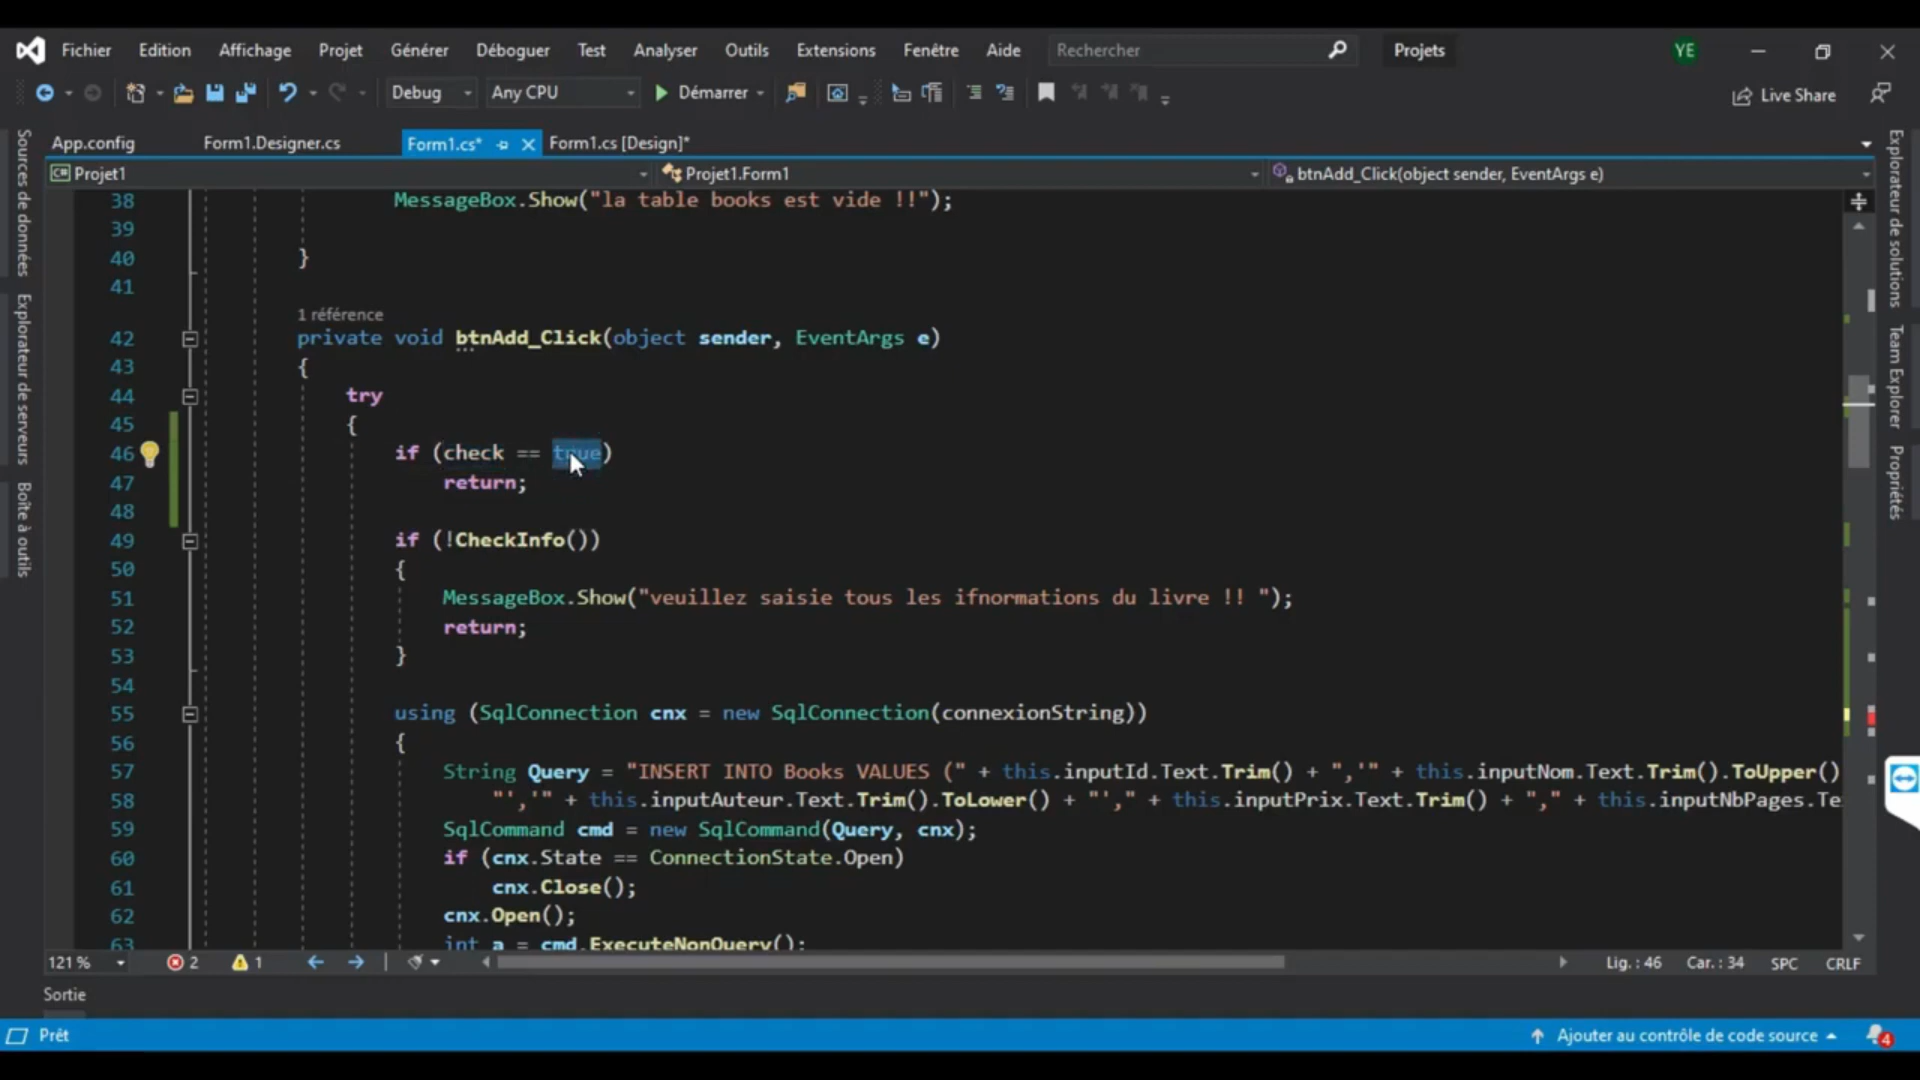 Fichier Edition Affichage Projet Générer Déboguer Test Analyser Outils Extensions Fenêtre Aide Rechercher Projets YE
Debug Any CPU Démarrer Live Share
App.config Form1.Designer.cs Form1.cs* Form1.cs [Design]*
Projet1 Projet1.Form1 btnAdd_Click(object sender, EventArgs e)
Sources de données
Explorateur de serveurs
Boîte à outils
38 MessageBox.Show("la table books est vide !!");
39
40 }
41
1 référence
42 private void btnAdd_Click(object sender, EventArgs e)
43 {
44 try
45 {
46 if (check == true)
47 return;
48
49 if (!CheckInfo())
50 {
51 MessageBox.Show("veuillez saisie tous les ifnormations du livre !! ");
52 return;
53 }
54
55 using (SqlConnection cnx = new SqlConnection(connexionString))
56 {
57 String Query = "INSERT INTO Books VALUES (" + this.inputId.Text.Trim() + ",'" + this.inputNom.Text.Trim().ToUpper()
58 "','" + this.inputAuteur.Text.Trim().ToLower() + "'," + this.inputPrix.Text.Trim() + "," + this.inputNbPages.Te
59 SqlCommand cmd = new SqlCommand(Query, cnx);
60 if (cnx.State == ConnectionState.Open)
61 cnx.Close();
62 cnx.Open();
63 int a = cmd.ExecuteNonQuery();
Explorateur de solutions
Team Explorer
Propriétés
121 % 2 1 Lig. : 46 Car. : 34 SPC CRLF
Sortie
Prêt Ajouter au contrôle de code source 4